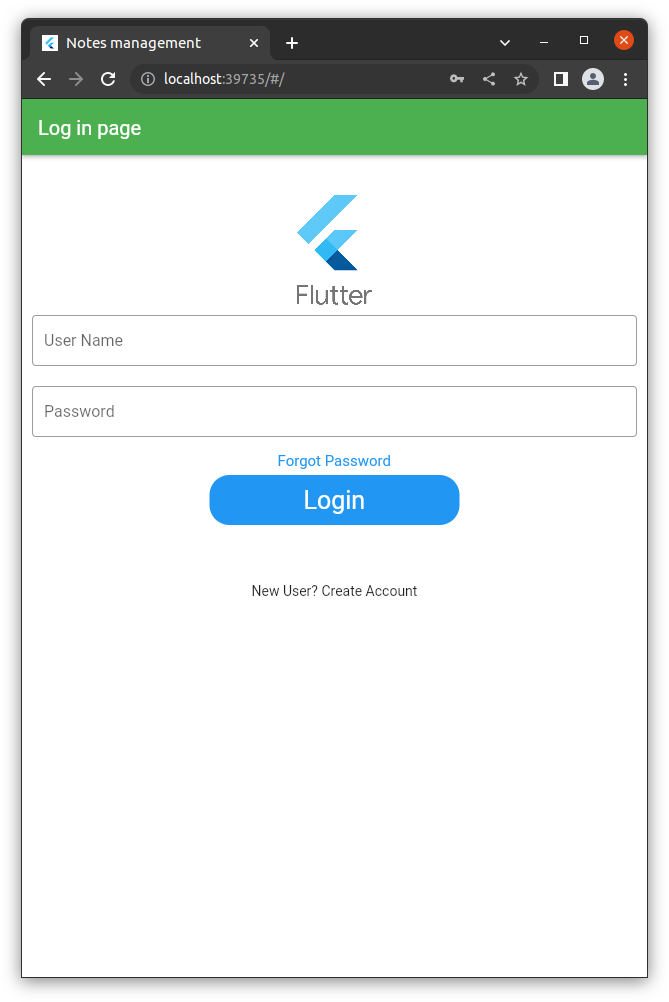 Notes management
localhost:39735/#/
Log in page
Flutter
User Name
Password
Forgot Password
Login
New User? Create Account